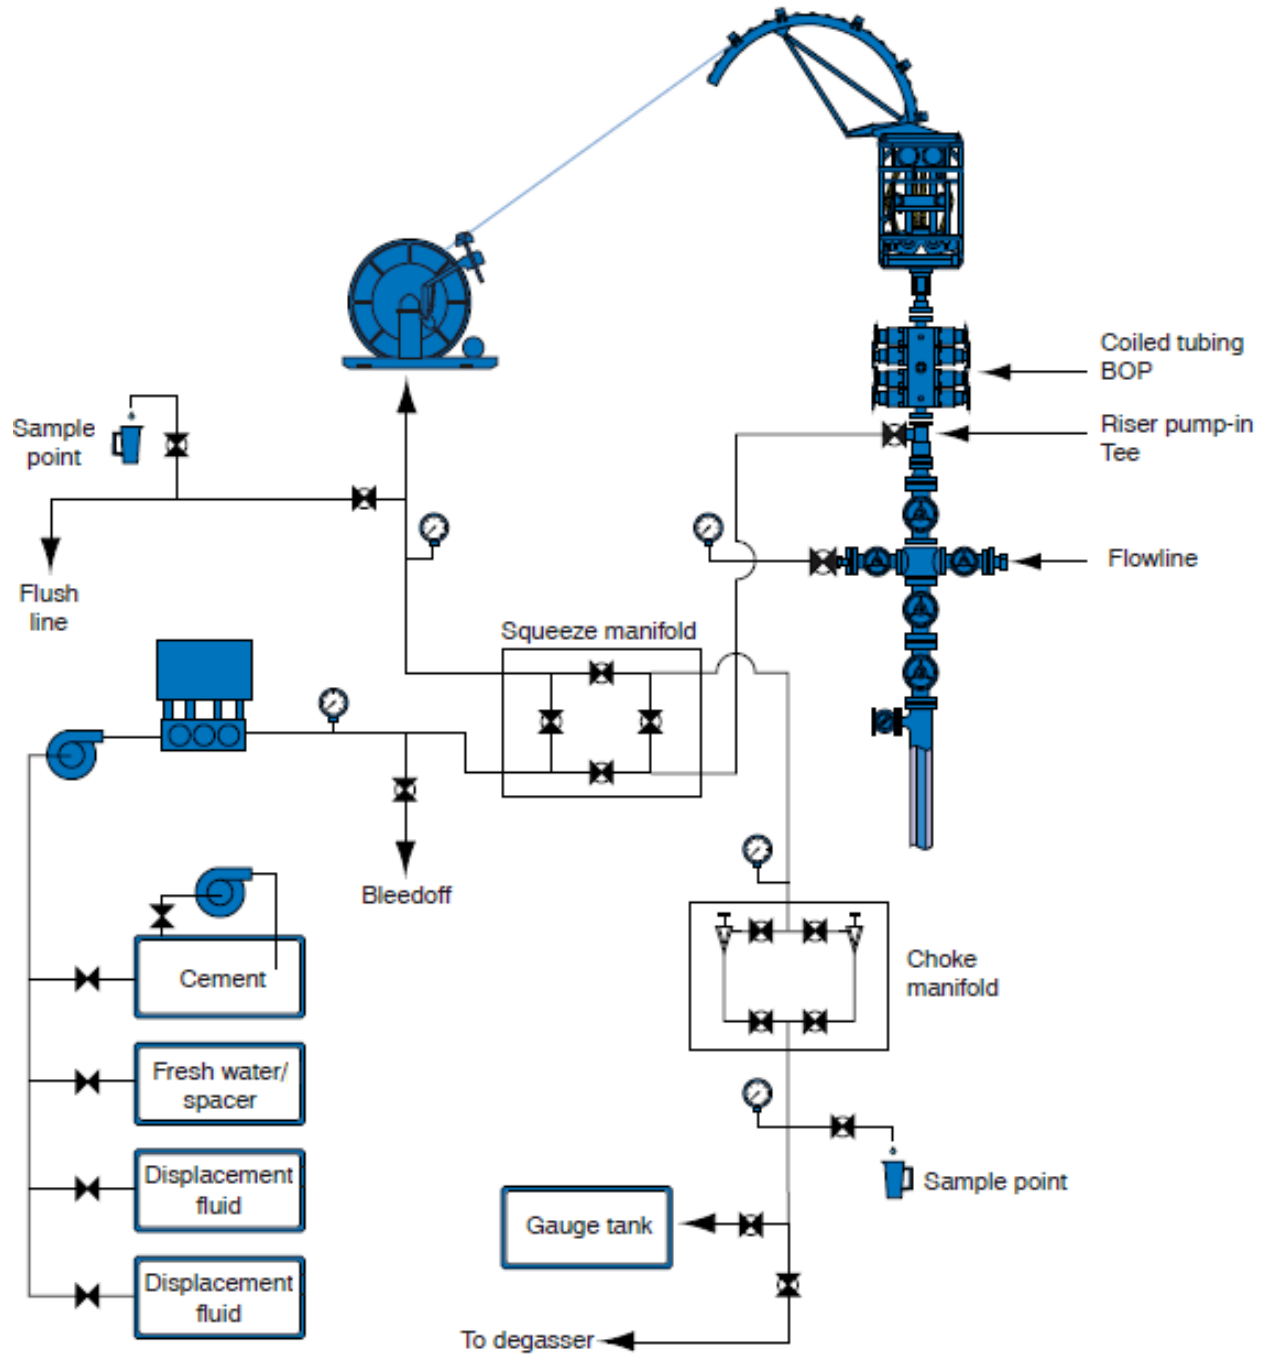 Coiled tubing
BOP
Riser pump-in
Tee
Sample
point
Flowline
Flush
line
Squeeze manifold
Bleedoff
Cement
Choke
manifold
Fresh water/
spacer
Displacement
fluid
Sample point
Gauge tank
Displacement
fluid
To degasser